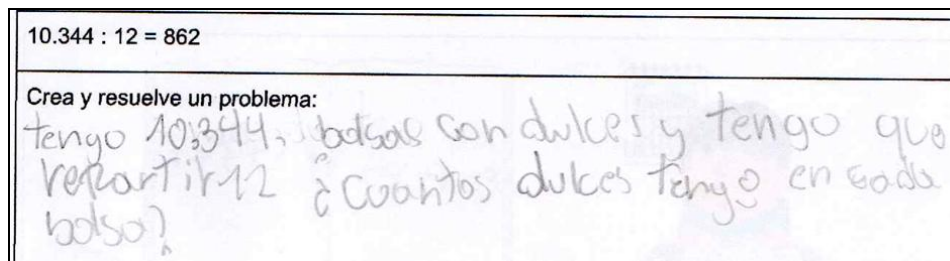 10.344 : 12 = 862
Crea y resuelve un problema:
tengo 10.344. bolsas con dulces y tengo que
repartir 12 ¿cuantos dulces tengo en cada
bolsa?